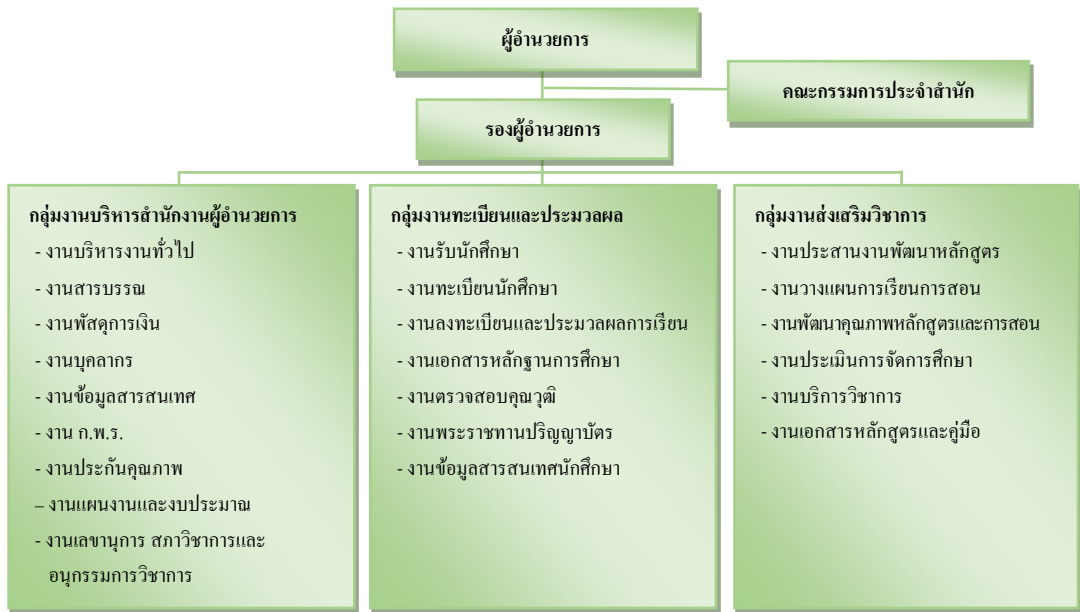 ผู้อำนวยการ
คณะกรรมการประจำสำนัก
รองผู้อำนวยการ
กลุ่มงานบริหารสำนักงานผู้อำนวยการ
- งานบริหารงานทั่วไป
- งานสารบรรณ
- งานพัสดุการเงิน
- งานบุคลากร
- งานข้อมูลสารสนเทศ
- งาน ก.พ.ร.
- งานประกันคุณภาพ
– งานแผนงานและงบประมาณ
- งานเลขานุการ สภาวิชาการและ
อนุกรรมการวิชาการ
กลุ่มงานทะเบียนและประมวลผล
- งานรับนักศึกษา
- งานทะเบียนนักศึกษา
- งานลงทะเบียนและประมวลผลการเรียน
- งานเอกสารหลักฐานการศึกษา
- งานตรวจสอบคุณวุฒิ
- งานพระราชทานปริญญาบัตร
- งานข้อมูลสารสนเทศนักศึกษา
กลุ่มงานส่งเสริมวิชาการ
- งานประสานงานพัฒนาหลักสูตร
- งานวางแผนการเรียนการสอน
- งานพัฒนาคุณภาพหลักสูตรและการสอน
- งานประเมินการจัดการศึกษา
- งานบริการวิชาการ
- งานเอกสารหลักสูตรและคู่มือ